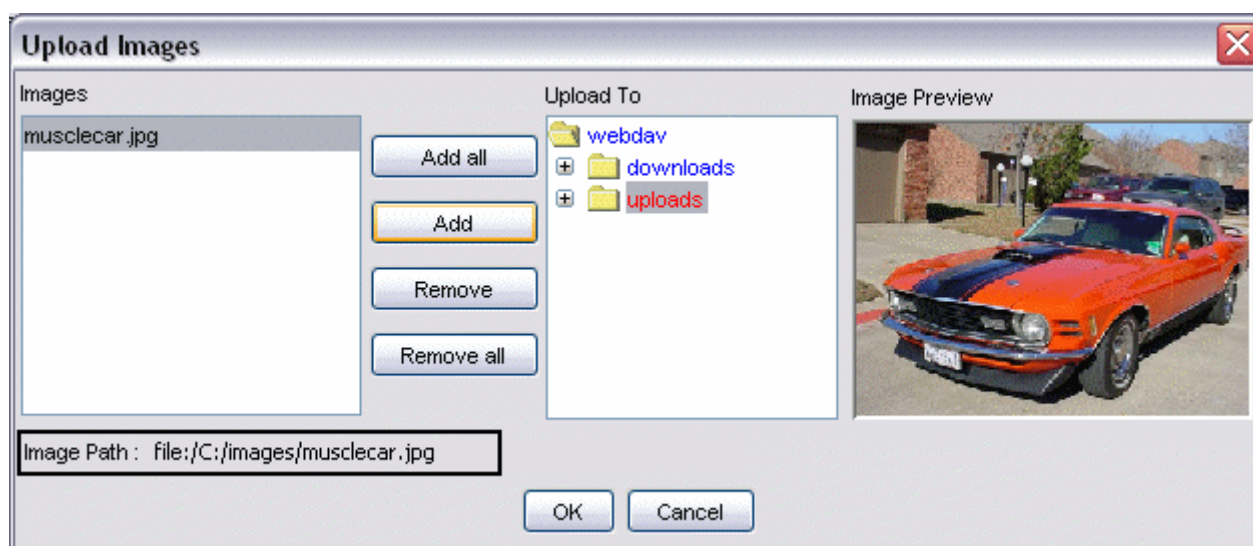 Upload Images
Images
Upload To
Image Preview
musclecar.jpg
Add all
Add
Remove
Remove all
webdav
downloads
uploads
Image Path : file:/C:/images/musclecar.jpg
OK
Cancel